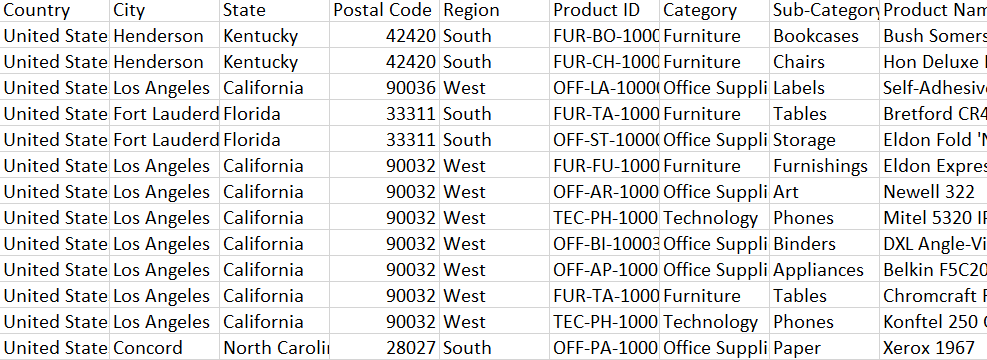 Country City State Postal Code Region Product ID Category Sub-Category Product Nam
United State Henderson Kentucky 42420 South FUR-BO-1000 Furniture Bookcases Bush Somers
United State Henderson Kentucky 42420 South FUR-CH-1000 Furniture Chairs Hon Deluxe
United State Los Angeles California 90036 West OFF-LA-1000 Office Suppli Labels Self-Adhesive
United State Fort Lauderd Florida 33311 South FUR-TA-1000 Furniture Tables Bretford CR4
United State Fort Lauderd Florida 33311 South OFF-ST-1000 Office Suppli Storage Eldon Fold 'N
United State Los Angeles California 90032 West FUR-FU-1000 Furniture Furnishings Eldon Expres
United State Los Angeles California 90032 West OFF-AR-1000 Office Suppli Art Newell 322
United State Los Angeles California 90032 West TEC-PH-1000 Technology Phones Mitel 5320 IP
United State Los Angeles California 90032 West OFF-BI-10003 Office Suppli Binders DXL Angle-Vi
United State Los Angeles California 90032 West OFF-AP-1000 Office Suppli Appliances Belkin F5C20
United State Los Angeles California 90032 West FUR-TA-1000 Furniture Tables Chromcraft R
United State Los Angeles California 90032 West TEC-PH-1000 Technology Phones Konftel 250 C
United State Concord North Carolin 28027 South OFF-PA-1000 Office Suppli Paper Xerox 1967